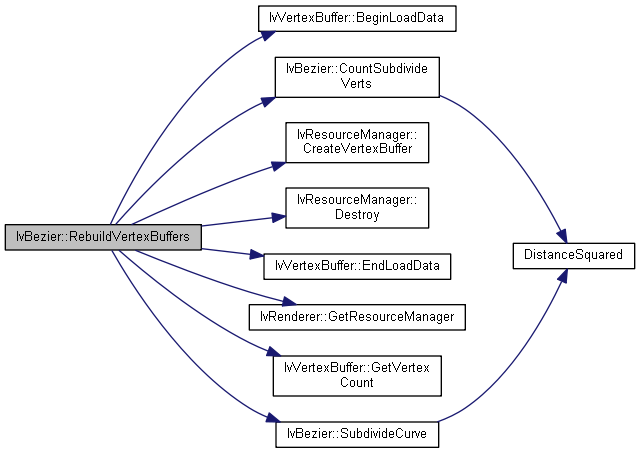 IvVertexBuffer::BeginLoadData
IvBezier::CountSubdivide
Verts
IvResourceManager::
CreateVertexBuffer
IvResourceManager::
Destroy
IvBezier::RebuildVertexBuffers
DistanceSquared
IvVertexBuffer::EndLoadData
IvRenderer::GetResourceManager
IvVertexBuffer::GetVertex
Count
IvBezier::SubdivideCurve